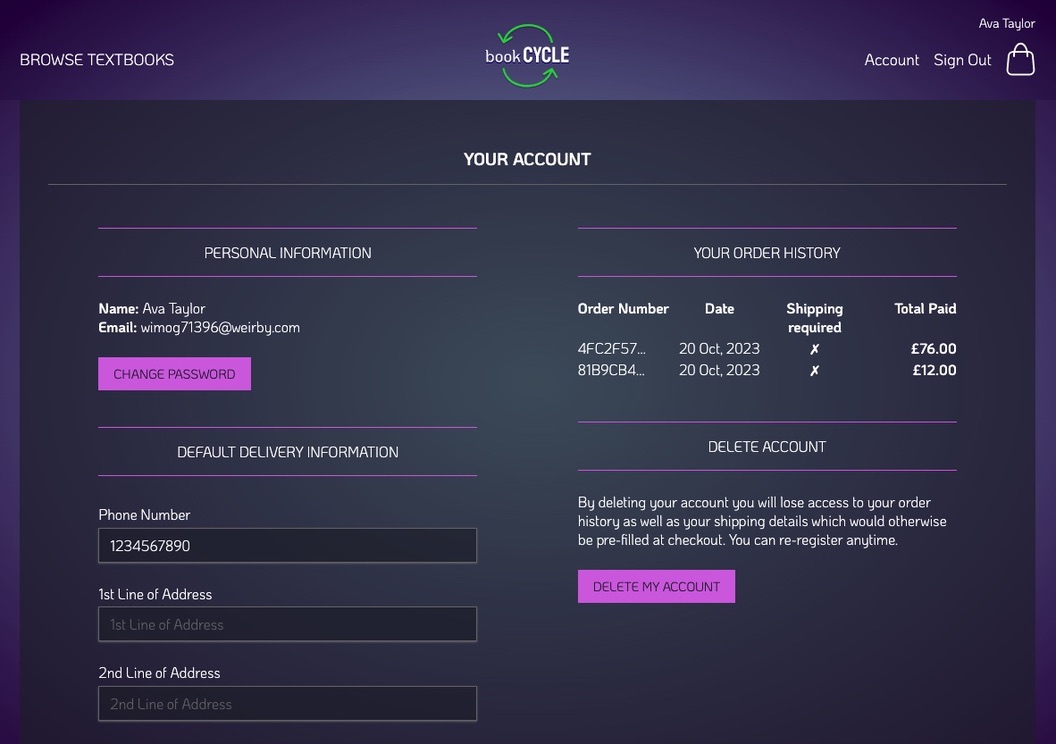 Ava Taylor
BROWSE TEXTBOOKS
book CYCLE
Account
Sign Out
YOUR ACCOUNT
PERSONAL INFORMATION
Name: Ava Taylor
Email: wimog71396@weirby.com
CHANGE PASSWORD
DEFAULT DELIVERY INFORMATION
Phone Number
1234567890
1st Line of Address
1st Line of Address
2nd Line of Address
2nd Line of Address
YOUR ORDER HISTORY
Order Number Date Shipping required Total Paid
4FC2F57... 20 Oct, 2023 ✗ £76.00
81B9CB4... 20 Oct, 2023 ✗ £12.00
DELETE ACCOUNT
By deleting your account you will lose access to your order
history as well as your shipping details which would otherwise
be pre-filled at checkout. You can re-register anytime.
DELETE MY ACCOUNT